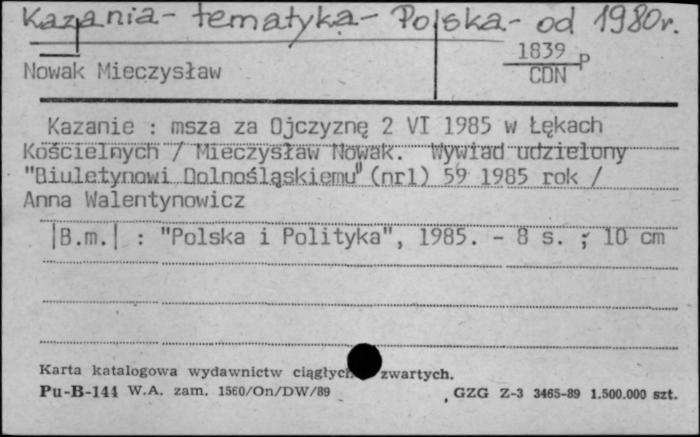 Kazania - tematyka - Polska - od 1980r.
1839 p
Nowak Mieczysław
CDN
Kazanie : msza za Ojczyznę 2 VI 1985 w Łękach
Kościelnych / Mieczysław Nowak. Wywiad udzielony
"Biuletynowi Dolnośląskiemu" (nr1) 59 1985 rok /
Anna Walentynowicz
|B.m.| : "Polska i Polityka", 1985. - 8 s. ; 10 cm
Karta katalogowa wydawnictw zwartych.
Pu-B-144 W.A. zam. 1560/On/DW/89 GZG Z-3 3465-89 1.500.000 szt.